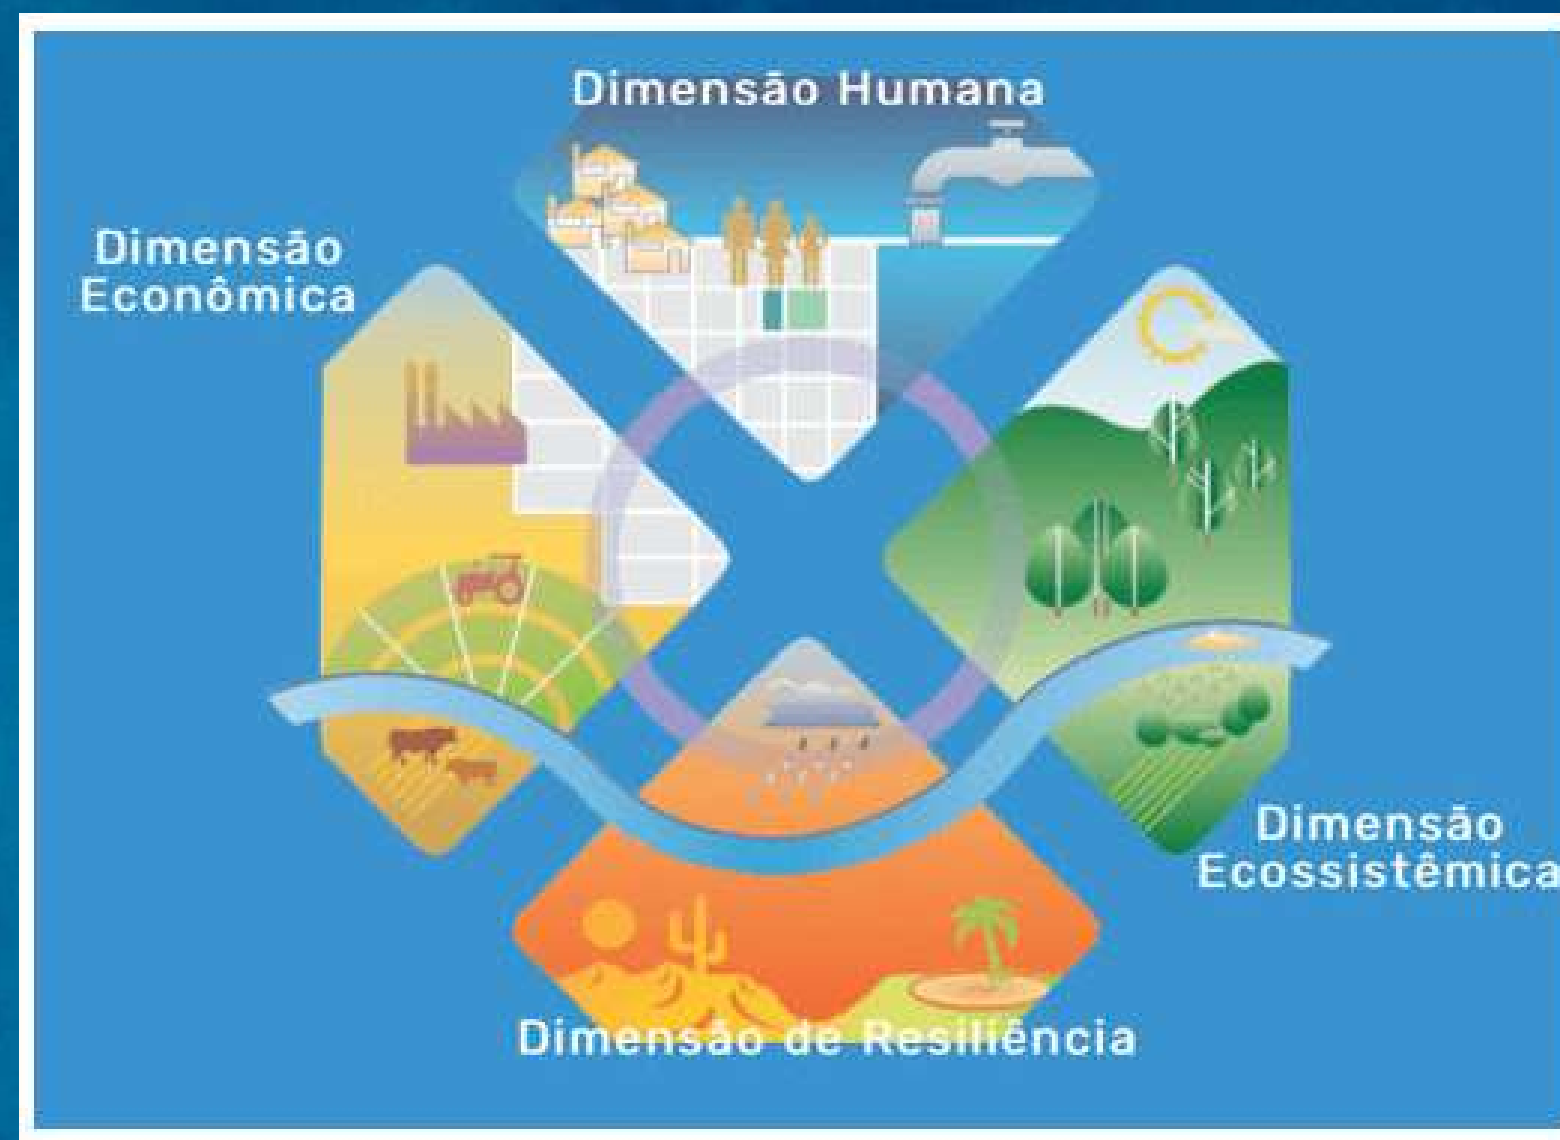 Dimensão Humana
Dimensão
Econômica
Dimensão
Ecossistêmica
Dimensão de Resiliência